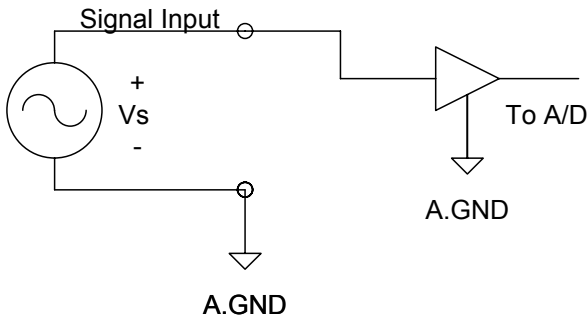 Signal Input
+
Vs
-
To A/D
A.GND
A.GND